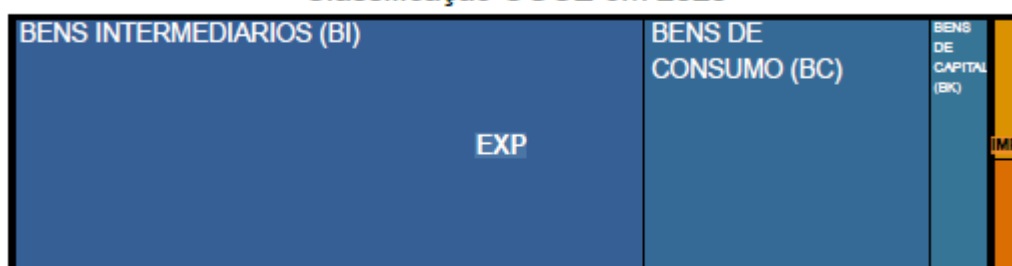 BENS INTERMEDIARIOS (BI)
BENS DE
CONSUMO (BC)
BENS
DE
CAPITAL
(BK)
EXP